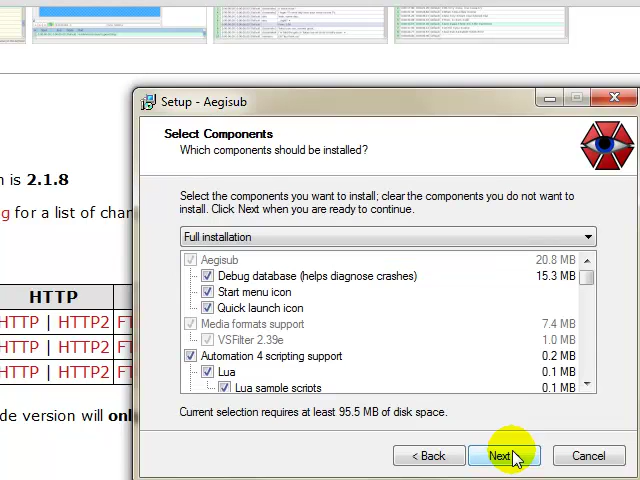 Setup - Aegisub
Select Components
Which components should be installed?
n is 2.1.8
g for a list of chan
Select the components you want to install; clear the components you do not want to
install. Click Next when you are ready to continue.
Full installation
Aegisub 20.8 MB
Debug database (helps diagnose crashes) 15.3 MB
Start menu icon
Quick launch icon
Media formats support 7.4 MB
VSFilter 2.39e 1.0 MB
Automation 4 scripting support 0.2 MB
Lua 0.1 MB
Lua sample scripts 0.1 MB
HTTP
HTTP | HTTP2 FT
HTTP | HTTP2 F
HTTP | HTTP2 F
de version will onl
Current selection requires at least 95.5 MB of disk space.
< Back
Next
Cancel